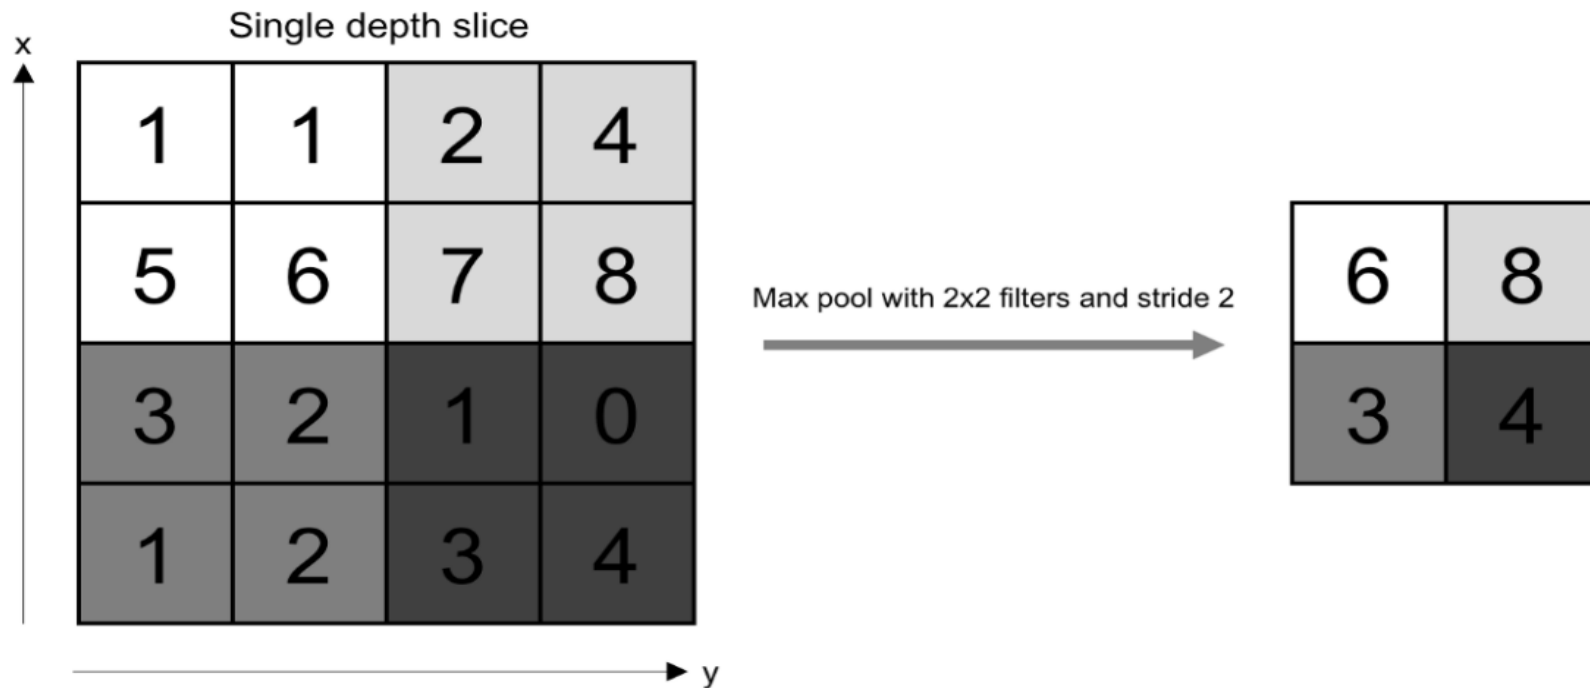 Single depth slice
x
1 1 2 4
5 6 7 8
3 2 1 0
1 2 3 4
y
Max pool with 2x2 filters and stride 2
6 8
3 4